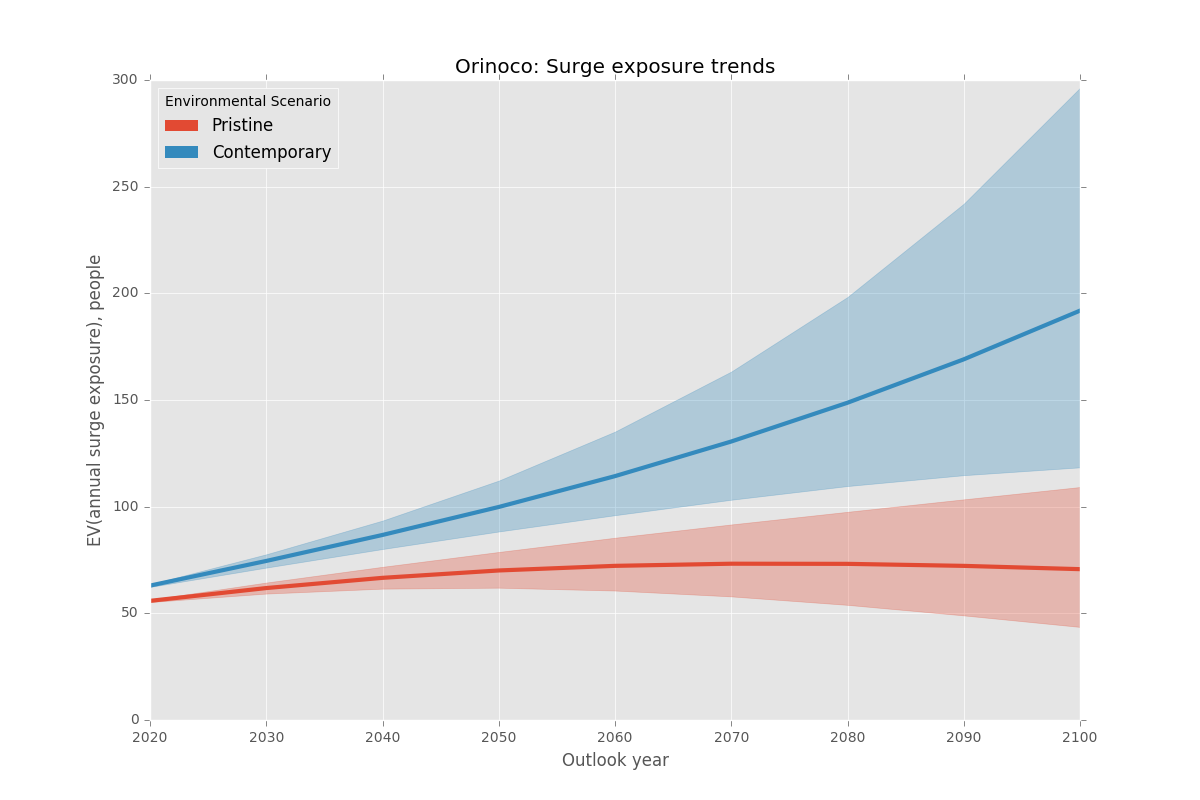 Orinoco: Surge exposure trends
Environmental Scenario
Pristine
Contemporary
EV(annual surge exposure), people
300
250
200
150
100
50
0
2020 2030 2040 2050 2060 2070 2080 2090 2100
Outlook year